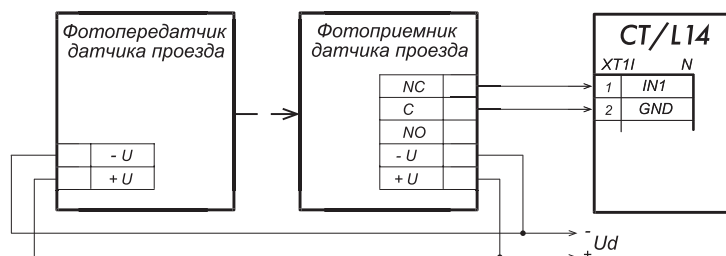 Фотопередатчик
датчика проезда
- U
+ U
Фотоприемник
датчика проезда
NC
C
NO
- U
+ U
CT/L14
XT1I N
1 IN1
2 GND
- Ud
+